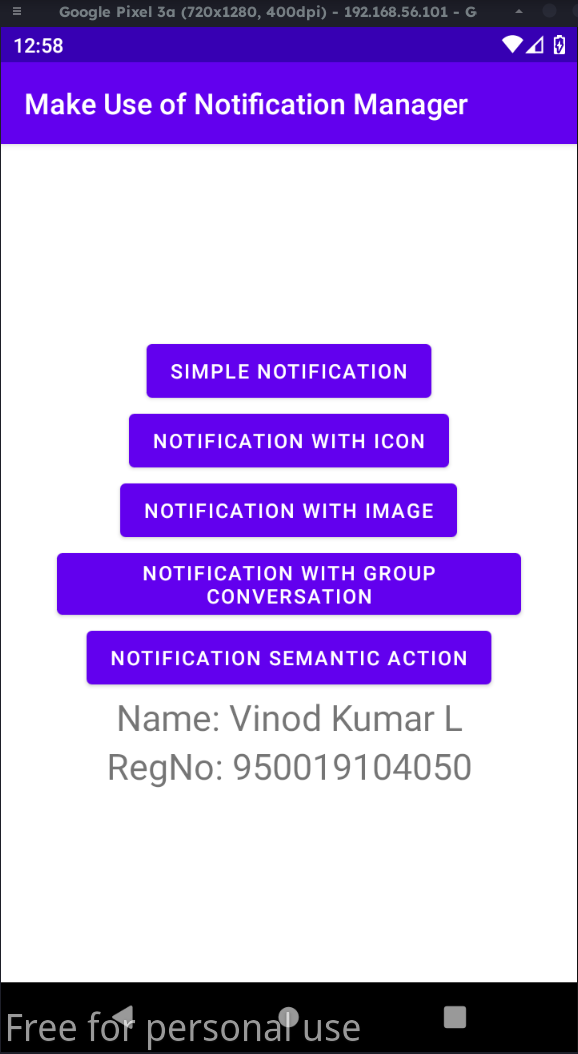 Google Pixel 3a (720x1280, 400dpi) - 192.168.56.101 - G
12:58
Make Use of Notification Manager
SIMPLE NOTIFICATION
NOTIFICATION WITH ICON
NOTIFICATION WITH IMAGE
NOTIFICATION WITH GROUP
CONVERSATION
NOTIFICATION SEMANTIC ACTION
Name: Vinod Kumar L
RegNo: 950019104050
Free for personal use